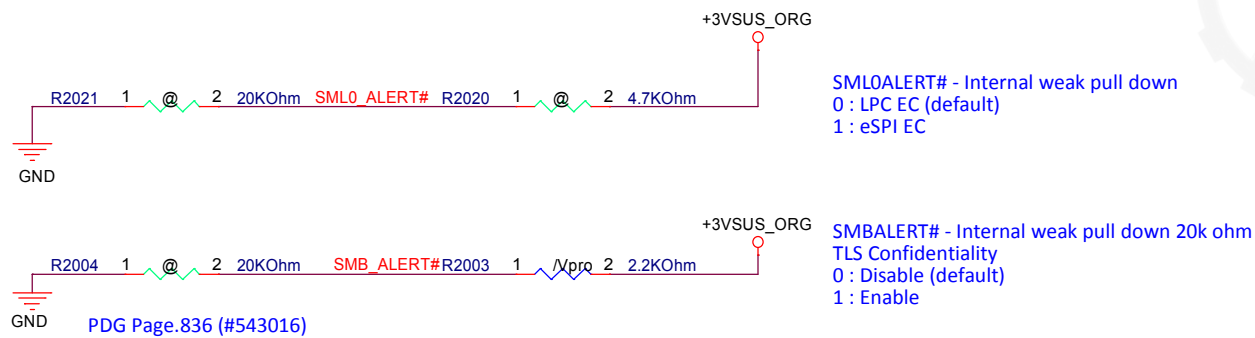 +3VSUS_ORG
R2021 1 @ 2 20KOhm SML0_ALERT# R2020 1 @ 2 4.7KOhm
GND
SML0ALERT# - Internal weak pull down
0 : LPC EC (default)
1 : eSPI EC
+3VSUS_ORG
R2004 1 @ 2 20KOhm SMB_ALERT# R2003 1 /Vpro 2 2.2KOhm
GND
PDG Page.836 (#543016)
SMBALERT# - Internal weak pull down 20k ohm
TLS Confidentiality
0 : Disable (default)
1 : Enable